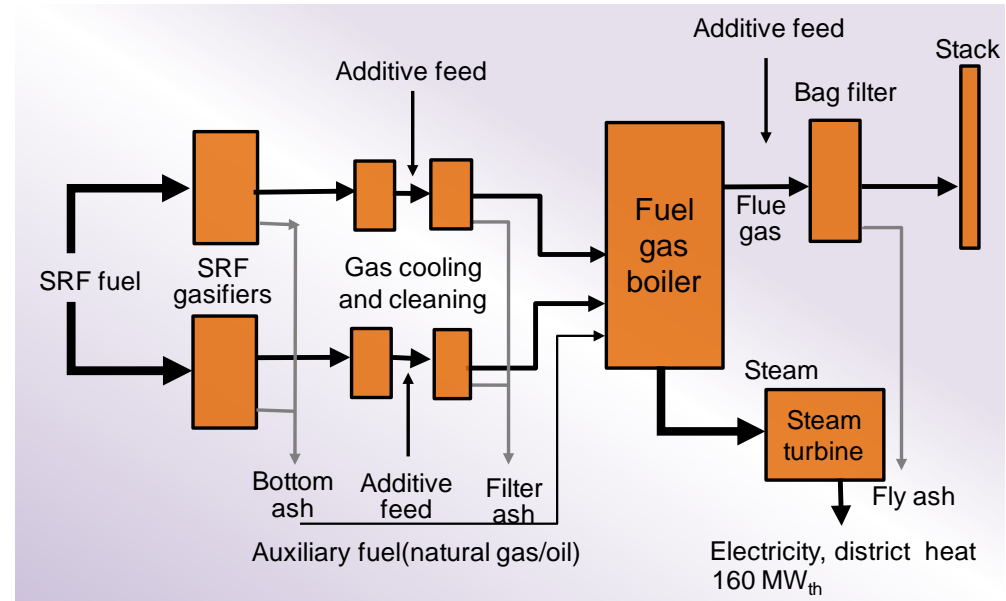 Additive feed
Stack
Additive feed
Bag filter
Fuel
gas
boiler
Flue
gas
SRF fuel
SRF
gasifiers
Gas cooling
and cleaning
Steam
Steam
turbine
Bottom
ash
Additive
feed
Filter
ash
Fly ash
Auxiliary fuel(natural gas/oil)
Electricity, district heat
160 MWth